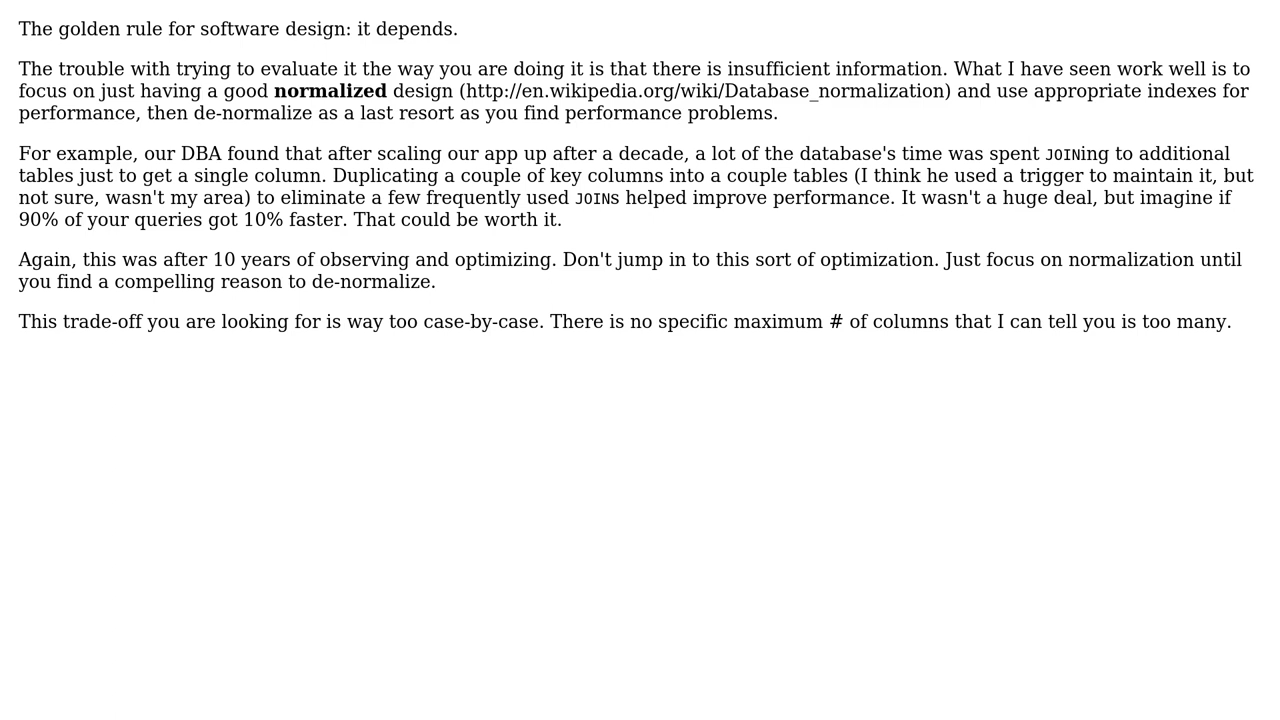 The golden rule for software design: it depends.
The trouble with trying to evaluate it the way you are doing it is that there is insufficient information. What I have seen work well is to
focus on just having a good normalized design (http://en.wikipedia.org/wiki/Database_normalization) and use appropriate indexes for
performance, then de-normalize as a last resort as you find performance problems.
For example, our DBA found that after scaling our app up after a decade, a lot of the database's time was spent JOINing to additional
tables just to get a single column. Duplicating a couple of key columns into a couple tables (I think he used a trigger to maintain it, but
not sure, wasn't my area) to eliminate a few frequently used JOINs helped improve performance. It wasn't a huge deal, but imagine if
90% of your queries got 10% faster. That could be worth it.
Again, this was after 10 years of observing and optimizing. Don't jump in to this sort of optimization. Just focus on normalization until
you find a compelling reason to de-normalize.
This trade-off you are looking for is way too case-by-case. There is no specific maximum # of columns that I can tell you is too many.